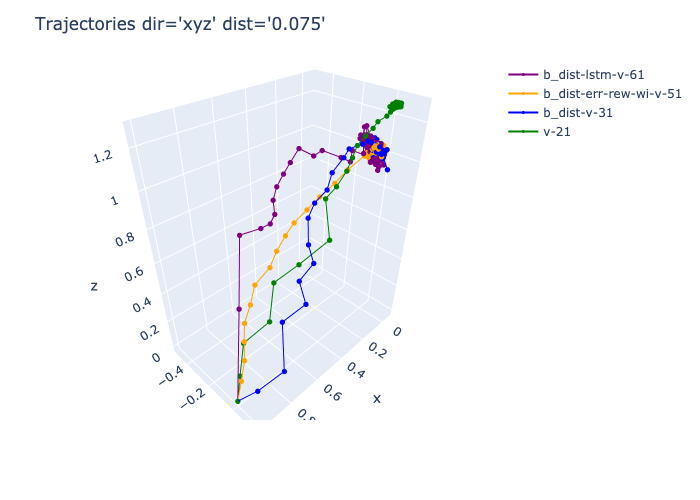 Trajectories dir='xyz' dist='0.075'
b_dist-lstm-v-61
b_dist-err-rew-wi-v-51
b_dist-v-31
v-21
1.2
1
0.8
0.6
0.4
0.2
0
z
−0.4
−0.2
0
0.2
0.4
0.6
x